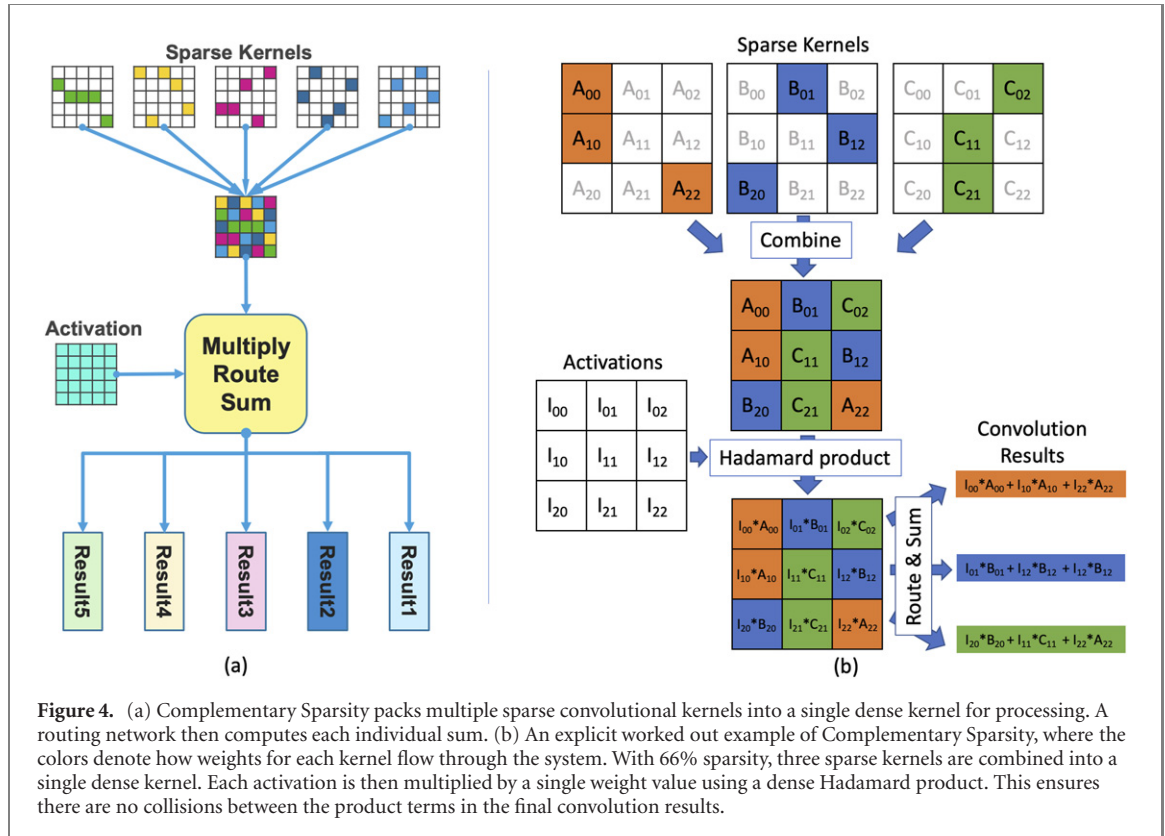 Sparse Kernels
Activation
Multiply
Route
Sum
Result5
Result4
Result3
Result2
Result1
(a)
Sparse Kernels
A₀₀ A₀₁ A₀₂
A₁₀ A₁₁ A₁₂
A₂₀ A₂₁ A₂₂
B₀₀ B₀₁ B₀₂
B₁₀ B₁₁ B₁₂
B₂₀ B₂₁ B₂₂
C₀₀ C₀₁ C₀₂
C₁₀ C₁₁ C₁₂
C₂₀ C₂₁ C₂₂
Combine
A₀₀ B₀₁ C₀₂
A₁₀ C₁₁ B₁₂
B₂₀ C₂₁ A₂₂
Activations
I₀₀ I₀₁ I₀₂
I₁₀ I₁₁ I₁₂
I₂₀ I₂₁ I₂₂
Hadamard product
I₀₀*A₀₀ I₀₁*B₀₁ I₀₂*C₀₂
I₁₀*A₁₀ I₁₁*C₁₁ I₁₂*B₁₂
I₂₀*B₂₀ I₂₁*C₂₁ I₂₂*A₂₂
Route & Sum
Convolution
Results
I₀₀*A₀₀ + I₁₀*A₁₀ + I₂₂*A₂₂
I₀₁*B₀₁ + I₁₂*B₁₂ + I₁₂*B₁₂
I₂₀*B₂₀ + I₁₁*C₁₁ + I₂₂*A₂₂
(b)
Figure 4. (a) Complementary Sparsity packs multiple sparse convolutional kernels into a single dense kernel for processing. A
routing network then computes each individual sum. (b) An explicit worked out example of Complementary Sparsity, where the
colors denote how weights for each kernel flow through the system. With 66% sparsity, three sparse kernels are combined into a
single dense kernel. Each activation is then multiplied by a single weight value using a dense Hadamard product. This ensures
there are no collisions between the product terms in the final convolution results.